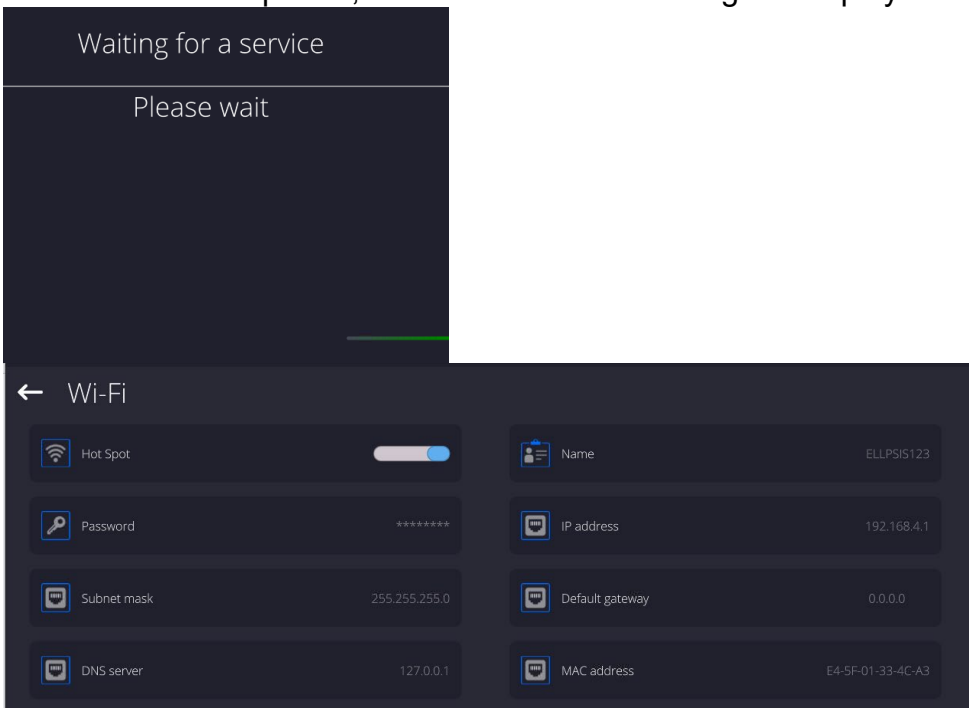 Waiting for a service
Please wait
← Wi-Fi
Hot Spot
Name ELLPSIS123
Password ********
IP address 192.168.4.1
Subnet mask 255.255.255.0
Default gateway 0.0.0.0
DNS server 127.0.0.1
MAC address E4-5F-01-33-4C-A3